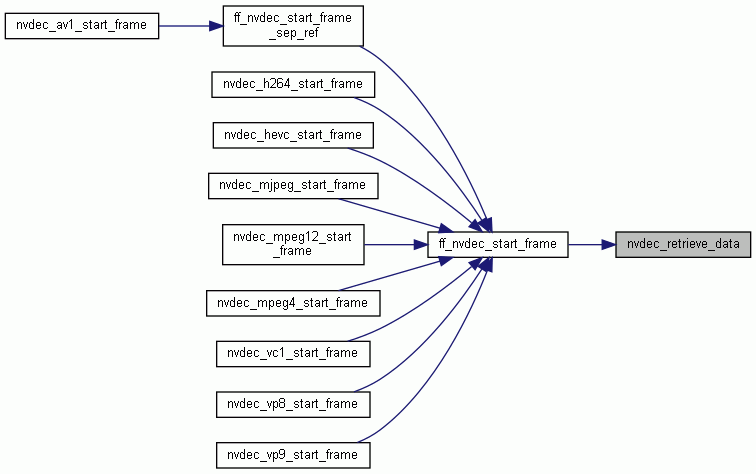 nvdec_av1_start_frame
ff_nvdec_start_frame
_sep_ref
nvdec_h264_start_frame
nvdec_hevc_start_frame
nvdec_mjpeg_start_frame
nvdec_mpeg12_start
_frame
ff_nvdec_start_frame
nvdec_retrieve_data
nvdec_mpeg4_start_frame
nvdec_vc1_start_frame
nvdec_vp8_start_frame
nvdec_vp9_start_frame